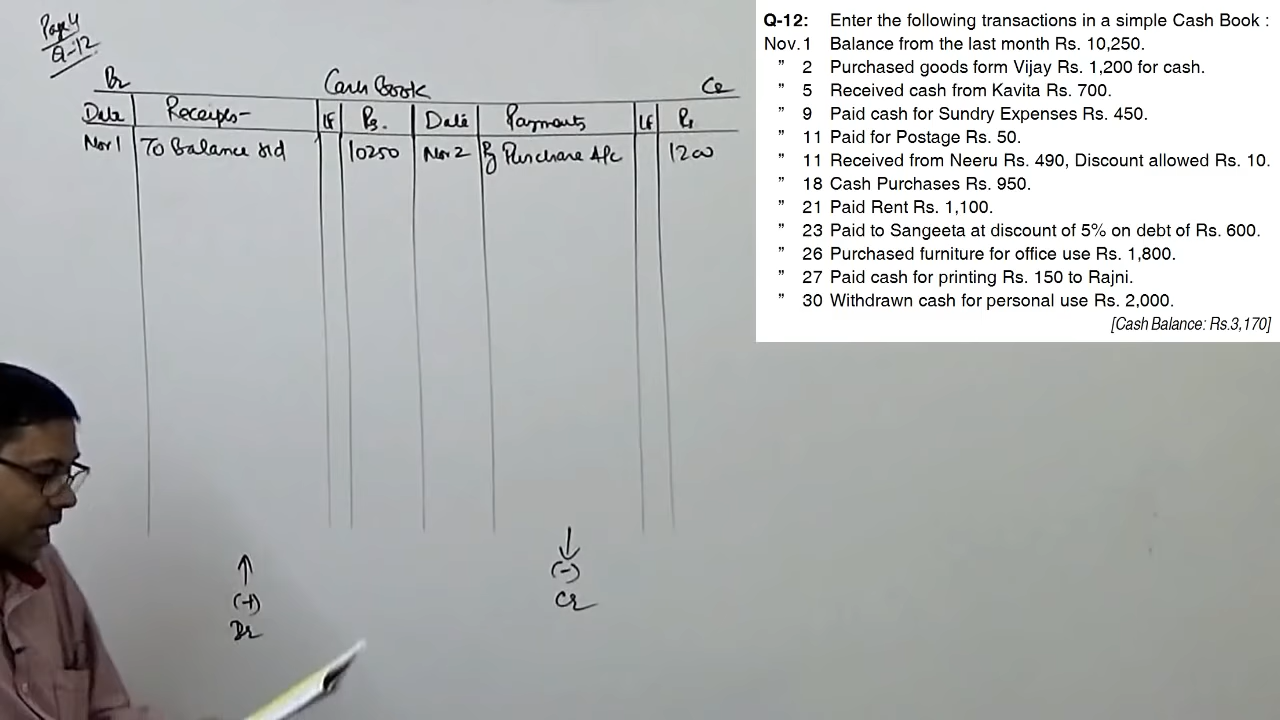 Page 4
Q-12
Dr Cash Book Cr
Date Receipts LF Rs. Date Payments LF Rs
Nov 1 To Balance b/d 10250 Nov 2 By Purchase A/c 1200
(+)
Dr
(-)
Cr
Q-12: Enter the following transactions in a simple Cash Book :
Nov. 1 Balance from the last month Rs. 10,250.
" 2 Purchased goods form Vijay Rs. 1,200 for cash.
" 5 Received cash from Kavita Rs. 700.
" 9 Paid cash for Sundry Expenses Rs. 450.
" 11 Paid for Postage Rs. 50.
" 11 Received from Neeru Rs. 490, Discount allowed Rs. 10.
" 18 Cash Purchases Rs. 950.
" 21 Paid Rent Rs. 1,100.
" 23 Paid to Sangeeta at discount of 5% on debt of Rs. 600.
" 26 Purchased furniture for office use Rs. 1,800.
" 27 Paid cash for printing Rs. 150 to Rajni.
" 30 Withdrawn cash for personal use Rs. 2,000.
[Cash Balance: Rs.3,170]